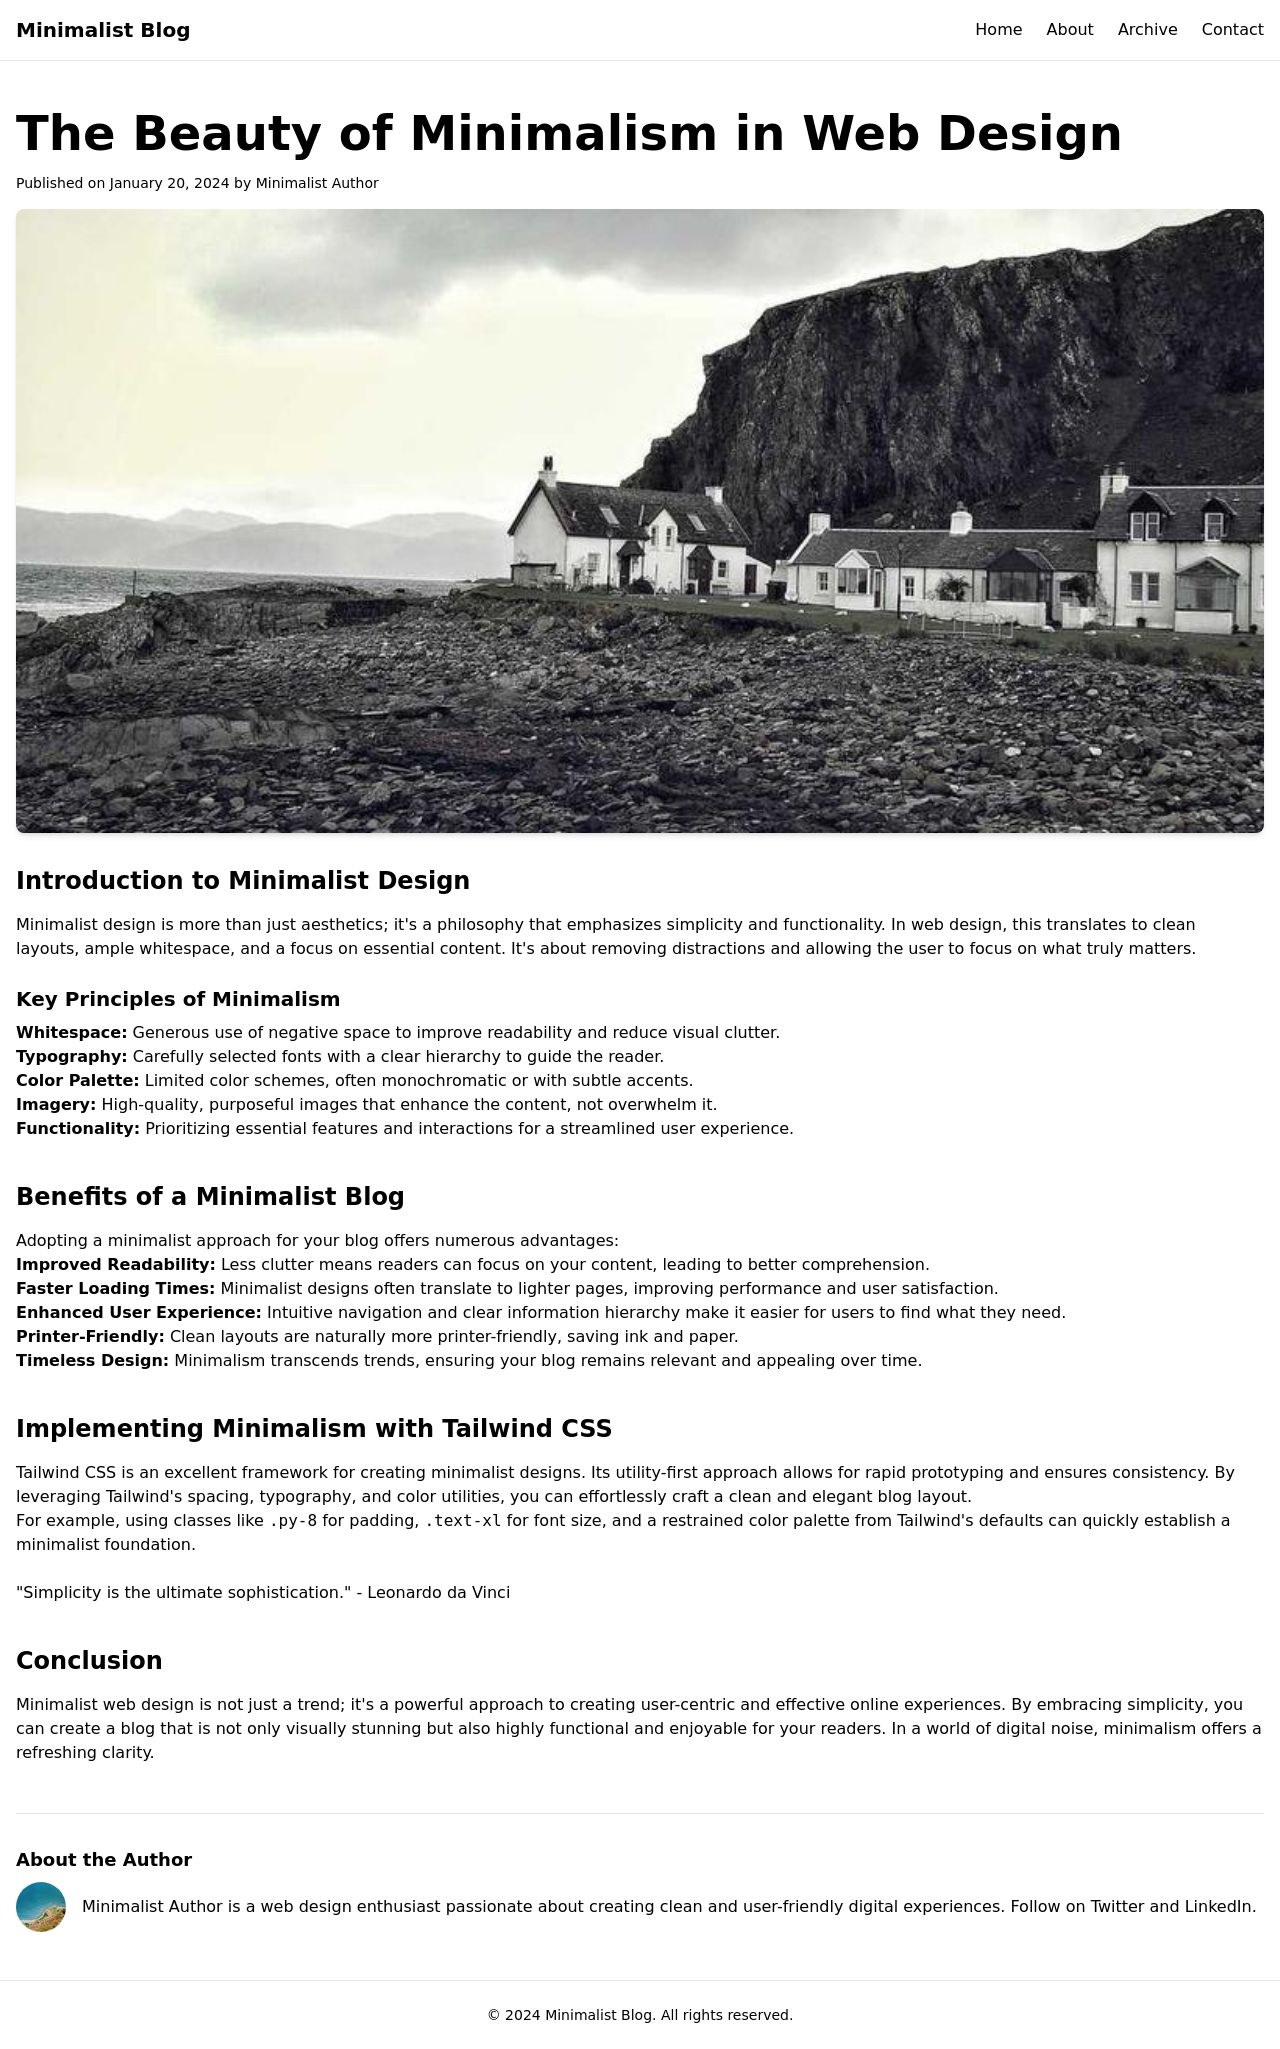 Minimalist Blog
Home About Archive Contact
The Beauty of Minimalism in Web Design
Published on January 20, 2024 by Minimalist Author
Introduction to Minimalist Design
Minimalist design is more than just aesthetics; it's a philosophy that emphasizes simplicity and functionality. In web design, this translates to clean
layouts, ample whitespace, and a focus on essential content. It's about removing distractions and allowing the user to focus on what truly matters.
Key Principles of Minimalism
Whitespace: Generous use of negative space to improve readability and reduce visual clutter.
Typography: Carefully selected fonts with a clear hierarchy to guide the reader.
Color Palette: Limited color schemes, often monochromatic or with subtle accents.
Imagery: High-quality, purposeful images that enhance the content, not overwhelm it.
Functionality: Prioritizing essential features and interactions for a streamlined user experience.
Benefits of a Minimalist Blog
Adopting a minimalist approach for your blog offers numerous advantages:
Improved Readability: Less clutter means readers can focus on your content, leading to better comprehension.
Faster Loading Times: Minimalist designs often translate to lighter pages, improving performance and user satisfaction.
Enhanced User Experience: Intuitive navigation and clear information hierarchy make it easier for users to find what they need.
Printer-Friendly: Clean layouts are naturally more printer-friendly, saving ink and paper.
Timeless Design: Minimalism transcends trends, ensuring your blog remains relevant and appealing over time.
Implementing Minimalism with Tailwind CSS
Tailwind CSS is an excellent framework for creating minimalist designs. Its utility-first approach allows for rapid prototyping and ensures consistency. By
leveraging Tailwind's spacing, typography, and color utilities, you can effortlessly craft a clean and elegant blog layout.
For example, using classes like .py-8 for padding, .text-xl for font size, and a restrained color palette from Tailwind's defaults can quickly establish a
minimalist foundation.
"Simplicity is the ultimate sophistication." - Leonardo da Vinci
Conclusion
Minimalist web design is not just a trend; it's a powerful approach to creating user-centric and effective online experiences. By embracing simplicity, you
can create a blog that is not only visually stunning but also highly functional and enjoyable for your readers. In a world of digital noise, minimalism offers a
refreshing clarity.
About the Author
Minimalist Author is a web design enthusiast passionate about creating clean and user-friendly digital experiences. Follow on Twitter and LinkedIn.
© 2024 Minimalist Blog. All rights reserved.